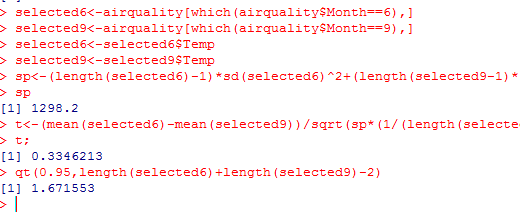 > selected6<-airquality[which(airquality$Month==6),]
> selected9<-airquality[which(airquality$Month==9),]
> selected6<-selected6$Temp
> selected9<-selected9$Temp
> sp<-(length(selected6)-1)*sd(selected6)^2+(length(selected9-1)*
> sp
[1] 1298.2
> t<-(mean(selected6)-mean(selected9))/sqrt(sp*(1/(length(selecte
> t;
[1] 0.3346213
> qt(0.95,length(selected6)+length(selected9)-2)
[1] 1.671553
>